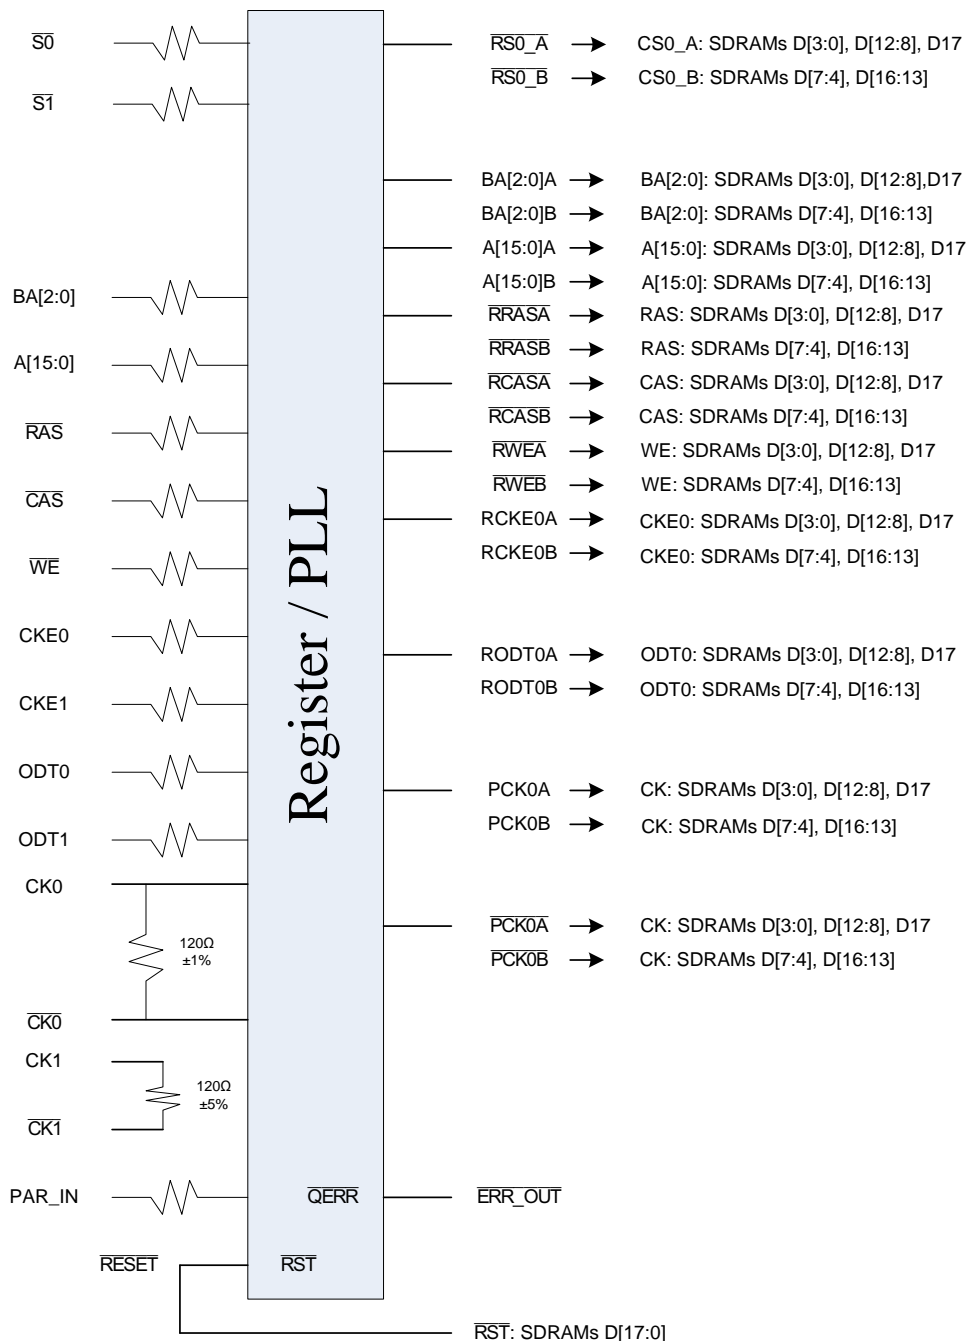 S0
RS0_A → CS0_A: SDRAMs D[3:0], D[12:8], D17
RS0_B → CS0_B: SDRAMs D[7:4], D[16:13]
S1
BA[2:0]A → BA[2:0]: SDRAMs D[3:0], D[12:8],D17
BA[2:0]B → BA[2:0]: SDRAMs D[7:4], D[16:13]
A[15:0]A → A[15:0]: SDRAMs D[3:0], D[12:8], D17
A[15:0]B → A[15:0]: SDRAMs D[7:4], D[16:13]
BA[2:0]
RRASA → RAS: SDRAMs D[3:0], D[12:8], D17
RRASB → RAS: SDRAMs D[7:4], D[16:13]
A[15:0]
RCASA → CAS: SDRAMs D[3:0], D[12:8], D17
RCASB → CAS: SDRAMs D[7:4], D[16:13]
RAS
RWEA → WE: SDRAMs D[3:0], D[12:8], D17
RWEB → WE: SDRAMs D[7:4], D[16:13]
CAS
RCKE0A → CKE0: SDRAMs D[3:0], D[12:8], D17
RCKE0B → CKE0: SDRAMs D[7:4], D[16:13]
WE
CKE0
RODT0A → ODT0: SDRAMs D[3:0], D[12:8], D17
RODT0B → ODT0: SDRAMs D[7:4], D[16:13]
CKE1
Register / PLL
ODT0
PCK0A → CK: SDRAMs D[3:0], D[12:8], D17
PCK0B → CK: SDRAMs D[7:4], D[16:13]
ODT1
CK0
PCK0A → CK: SDRAMs D[3:0], D[12:8], D17
PCK0B → CK: SDRAMs D[7:4], D[16:13]
120Ω
±1%
CK0
CK1
120Ω
±5%
CK1
PAR_IN
QERR
ERR_OUT
RESET
RST
RST: SDRAMs D[17:0]